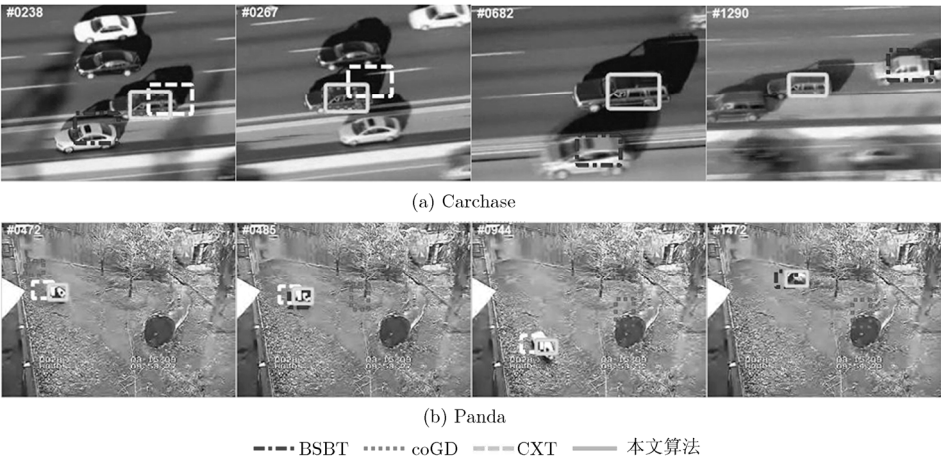 #0238 #0267 #0682 #1290
(a) Carchase
#0472 #0485 #0944 #1472
(b) Panda
BSBT coGD CXT 本文算法